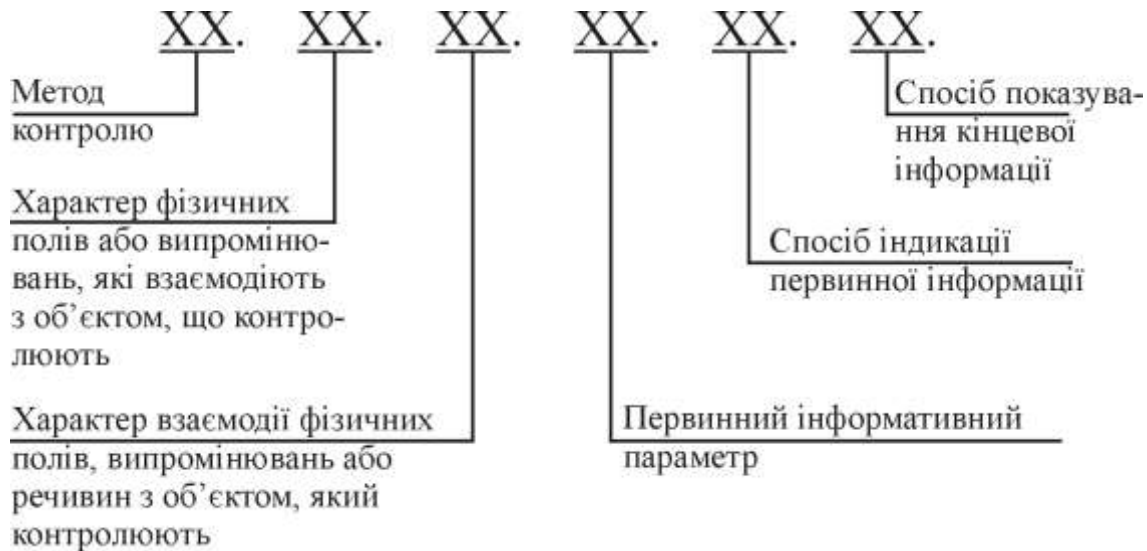 XX. XX. XX. XX. XX. XX.
Метод
контролю
Спосіб показува-
ння кінцевої
інформації
Характер фізичних
полів або випроміню-
вань, які взаємодіють
з об’єктом, що контро-
люють
Спосіб індикації
первинної інформації
Характер взаємодії фізичних
полів, випромінювань або
речивин з об’єктом, який
контролюють
Первинний інформативний
параметр